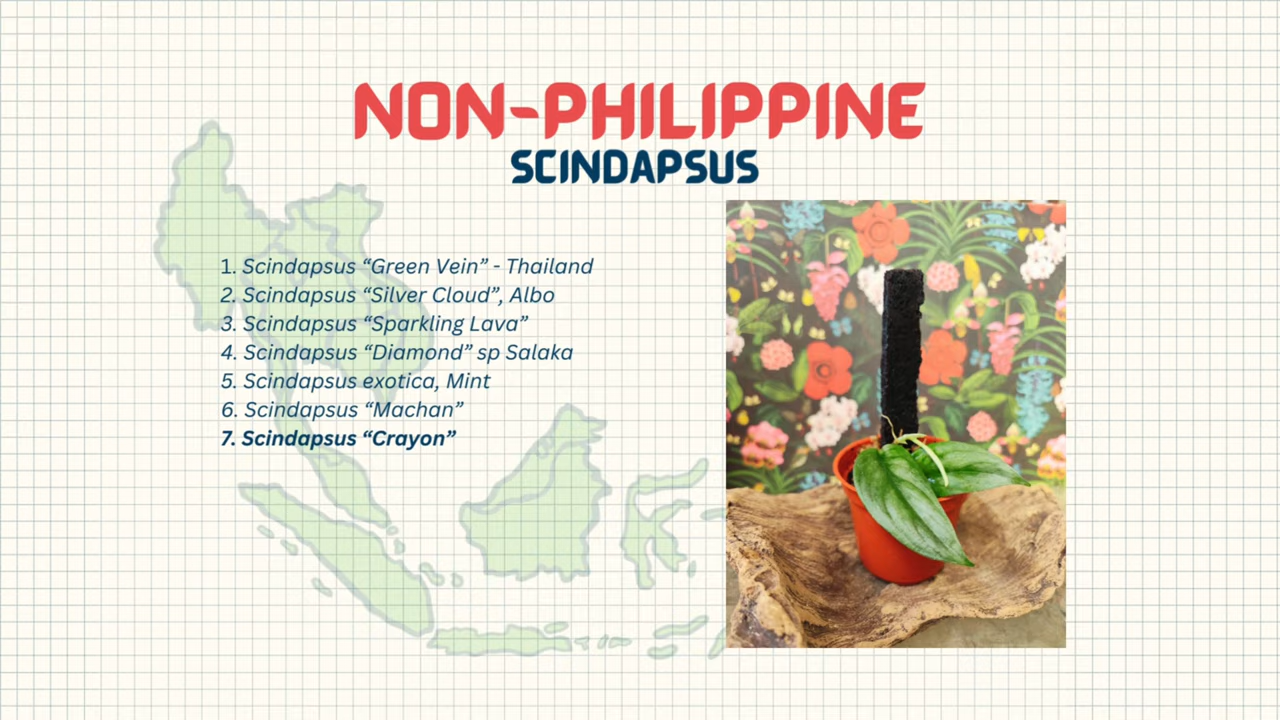 NON-PHILIPPINE
SCINDAPSUS
1. Scindapsus “Green Vein” - Thailand
2. Scindapsus “Silver Cloud”, Albo
3. Scindapsus “Sparkling Lava”
4. Scindapsus “Diamond” sp Salaka
5. Scindapsus exotica, Mint
6. Scindapsus “Machan”
7. Scindapsus “Crayon”